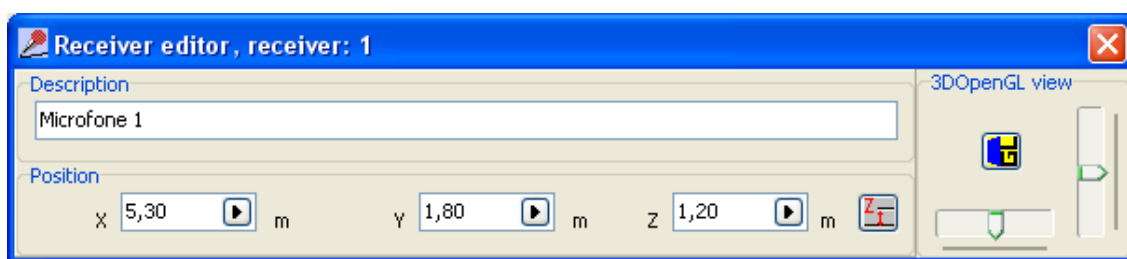 Receiver editor, receiver: 1
Description
3DOpenGL view
Microfone 1
Position
X 5,30 m Y 1,80 m Z 1,20 m Z